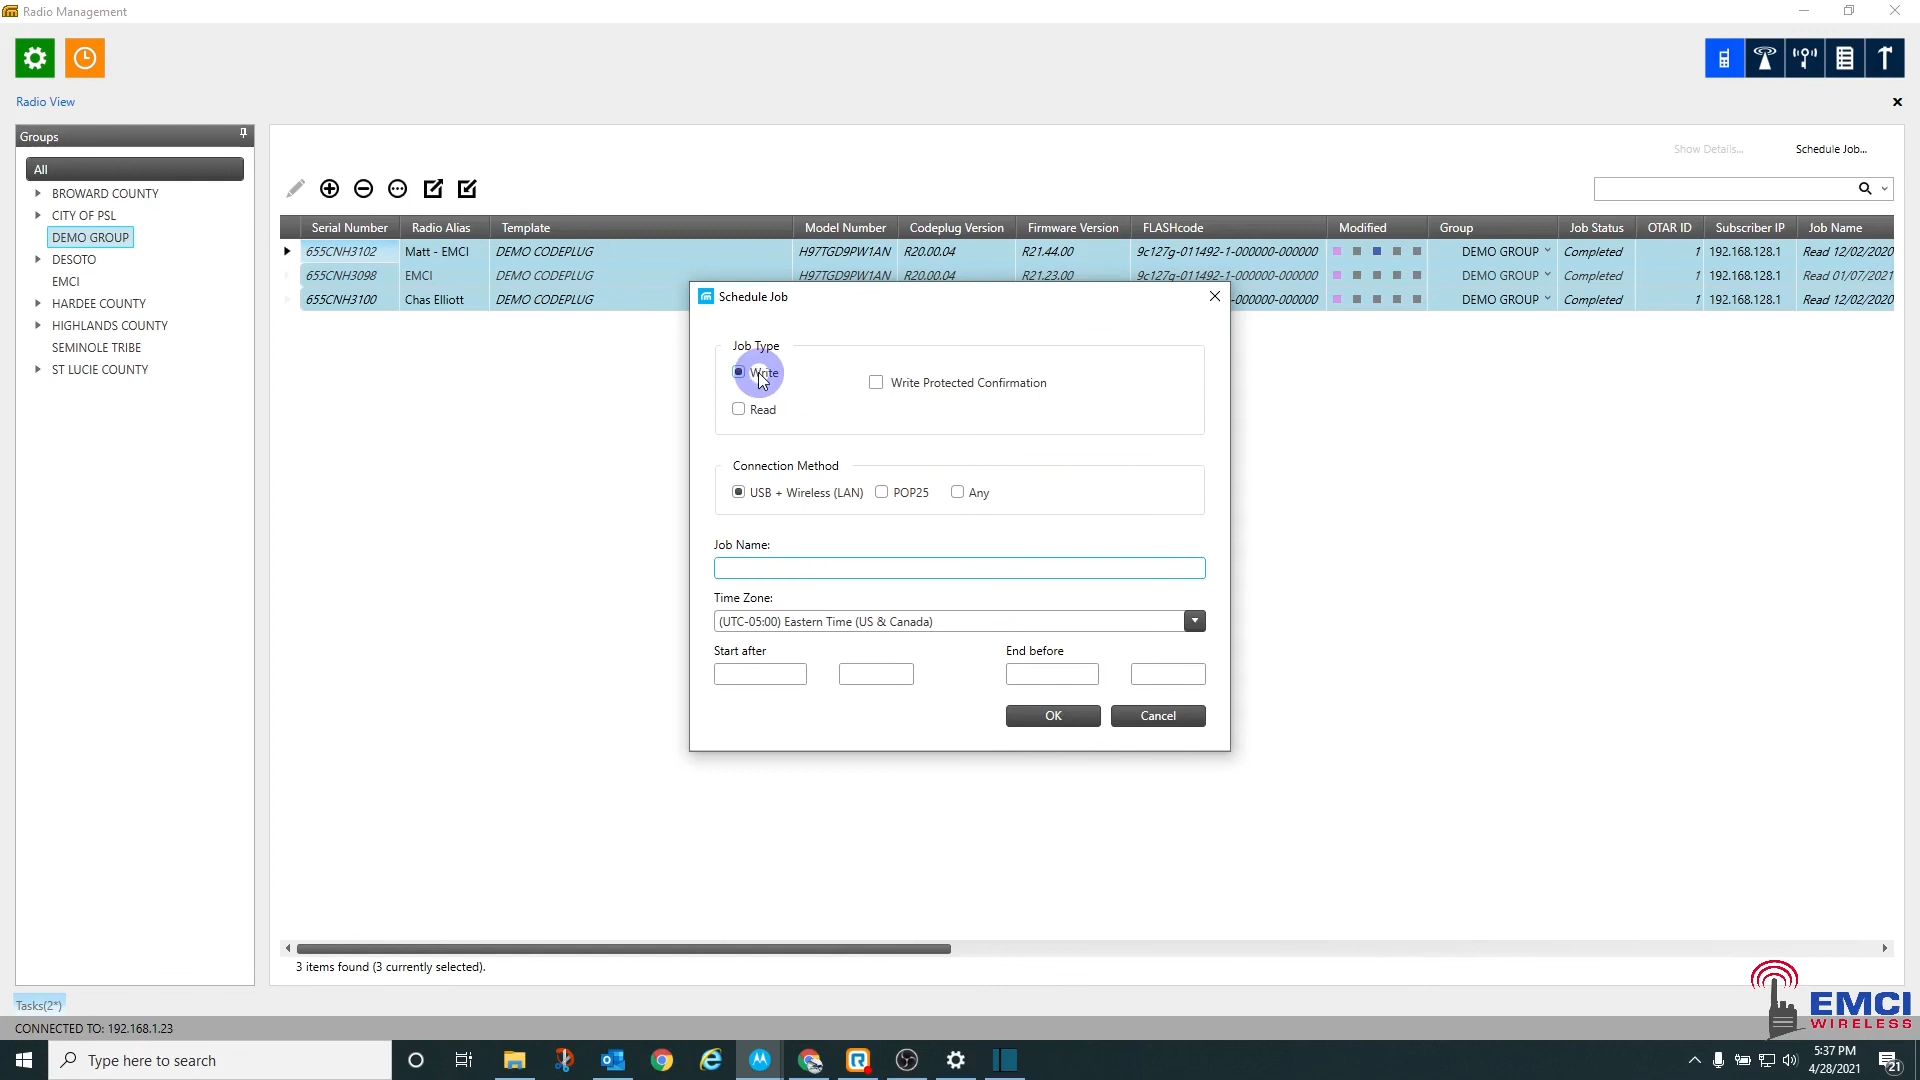 Radio Management
Radio View
Groups
All
BROWARD COUNTY
CITY OF PSL
DEMO GROUP
DESOTO
EMCI
HARDEE COUNTY
HIGHLANDS COUNTY
SEMINOLE TRIBE
ST LUCIE COUNTY
Show Details... Schedule Job...
Serial Number Radio Alias Template Model Number Codeplug Version Firmware Version FLASHcode Modified Group Job Status OTAR ID Subscriber IP Job Name
655CNH3102 Matt - EMCI DEMO CODEPLUG H97TGD9PW1AN R20.00.04 R21.44.00 9c127g-011492-1-000000-000000 DEMO GROUP Completed 1 192.168.128.1 Read 12/02/2020
655CNH3098 EMCI DEMO CODEPLUG H97TGD9PW1AN R20.00.04 R21.23.00 9c127g-011492-1-000000-000000 DEMO GROUP Completed 1 192.168.128.1 Read 01/07/2021
655CNH3100 Chas Elliott DEMO CODEPLUG -000000-000000 DEMO GROUP Completed 1 192.168.128.1 Read 12/02/2020
Schedule Job
Job Type
Write
Write Protected Confirmation
Read
Connection Method
USB + Wireless (LAN) POP25 Any
Job Name:
Time Zone:
(UTC-05:00) Eastern Time (US & Canada)
Start after End before
OK Cancel
3 items found (3 currently selected).
Tasks(2*)
CONNECTED TO: 192.168.1.23
EMCI
WIRELESS
Type here to search
5:37 PM
4/28/2021
21